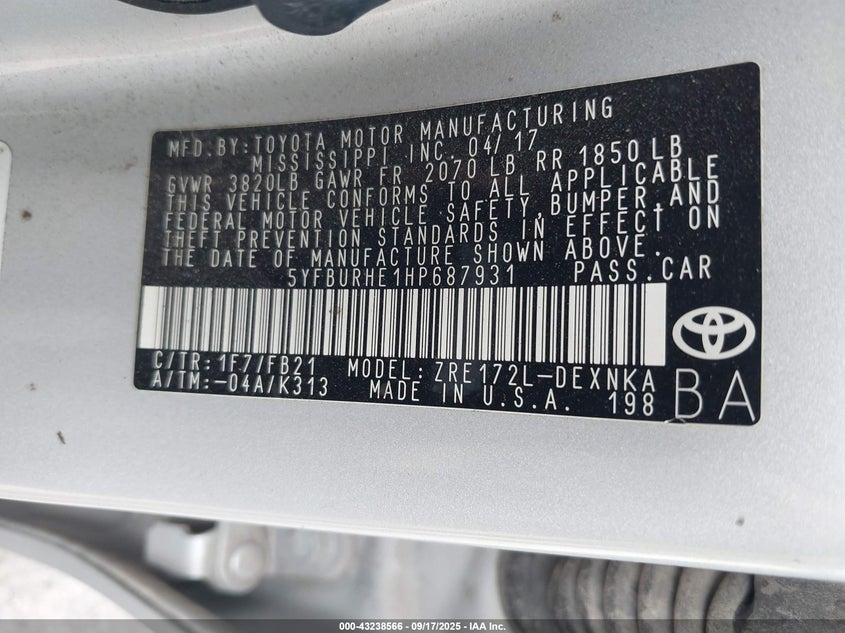 MFD.BY:TOYOTA MOTOR MANUFACTURING
MISSISSIPPI INC. 04/17
GVWR 3820LB GAWR FR 2070 LB RR 1850LB
THIS VEHICLE CONFORMS TO ALL APPLICABLE
FEDERAL MOTOR VEHICLE SAFETY,BUMPER,AND
THEFT PREVENTION STANDARDS IN EFFECT ON
THE DATE OF MANUFACTURE SHOWN ABOVE.
5YFBURHE1HP687931 PASS.CAR
C/TR:1F7/FB21 MODEL:ZRE172L-DEXNKA
A/TM:-04A/K313 MADE IN U.S.A. 198
BA
000-43238566 - 09/17/2025 - IAA Inc.